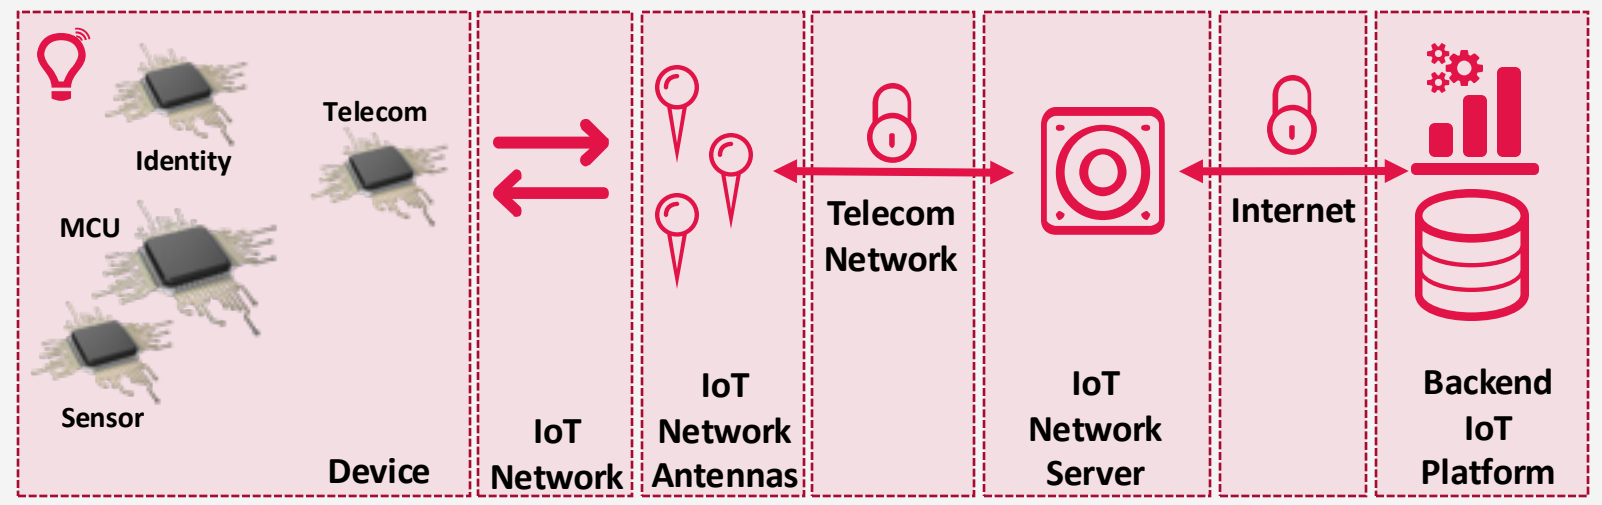 Identity
Telecom
MCU
Sensor
Device
IoT
Network
IoT
Network
Antennas
Telecom
Network
IoT
Network
Server
Internet
Backend
IoT
Platform